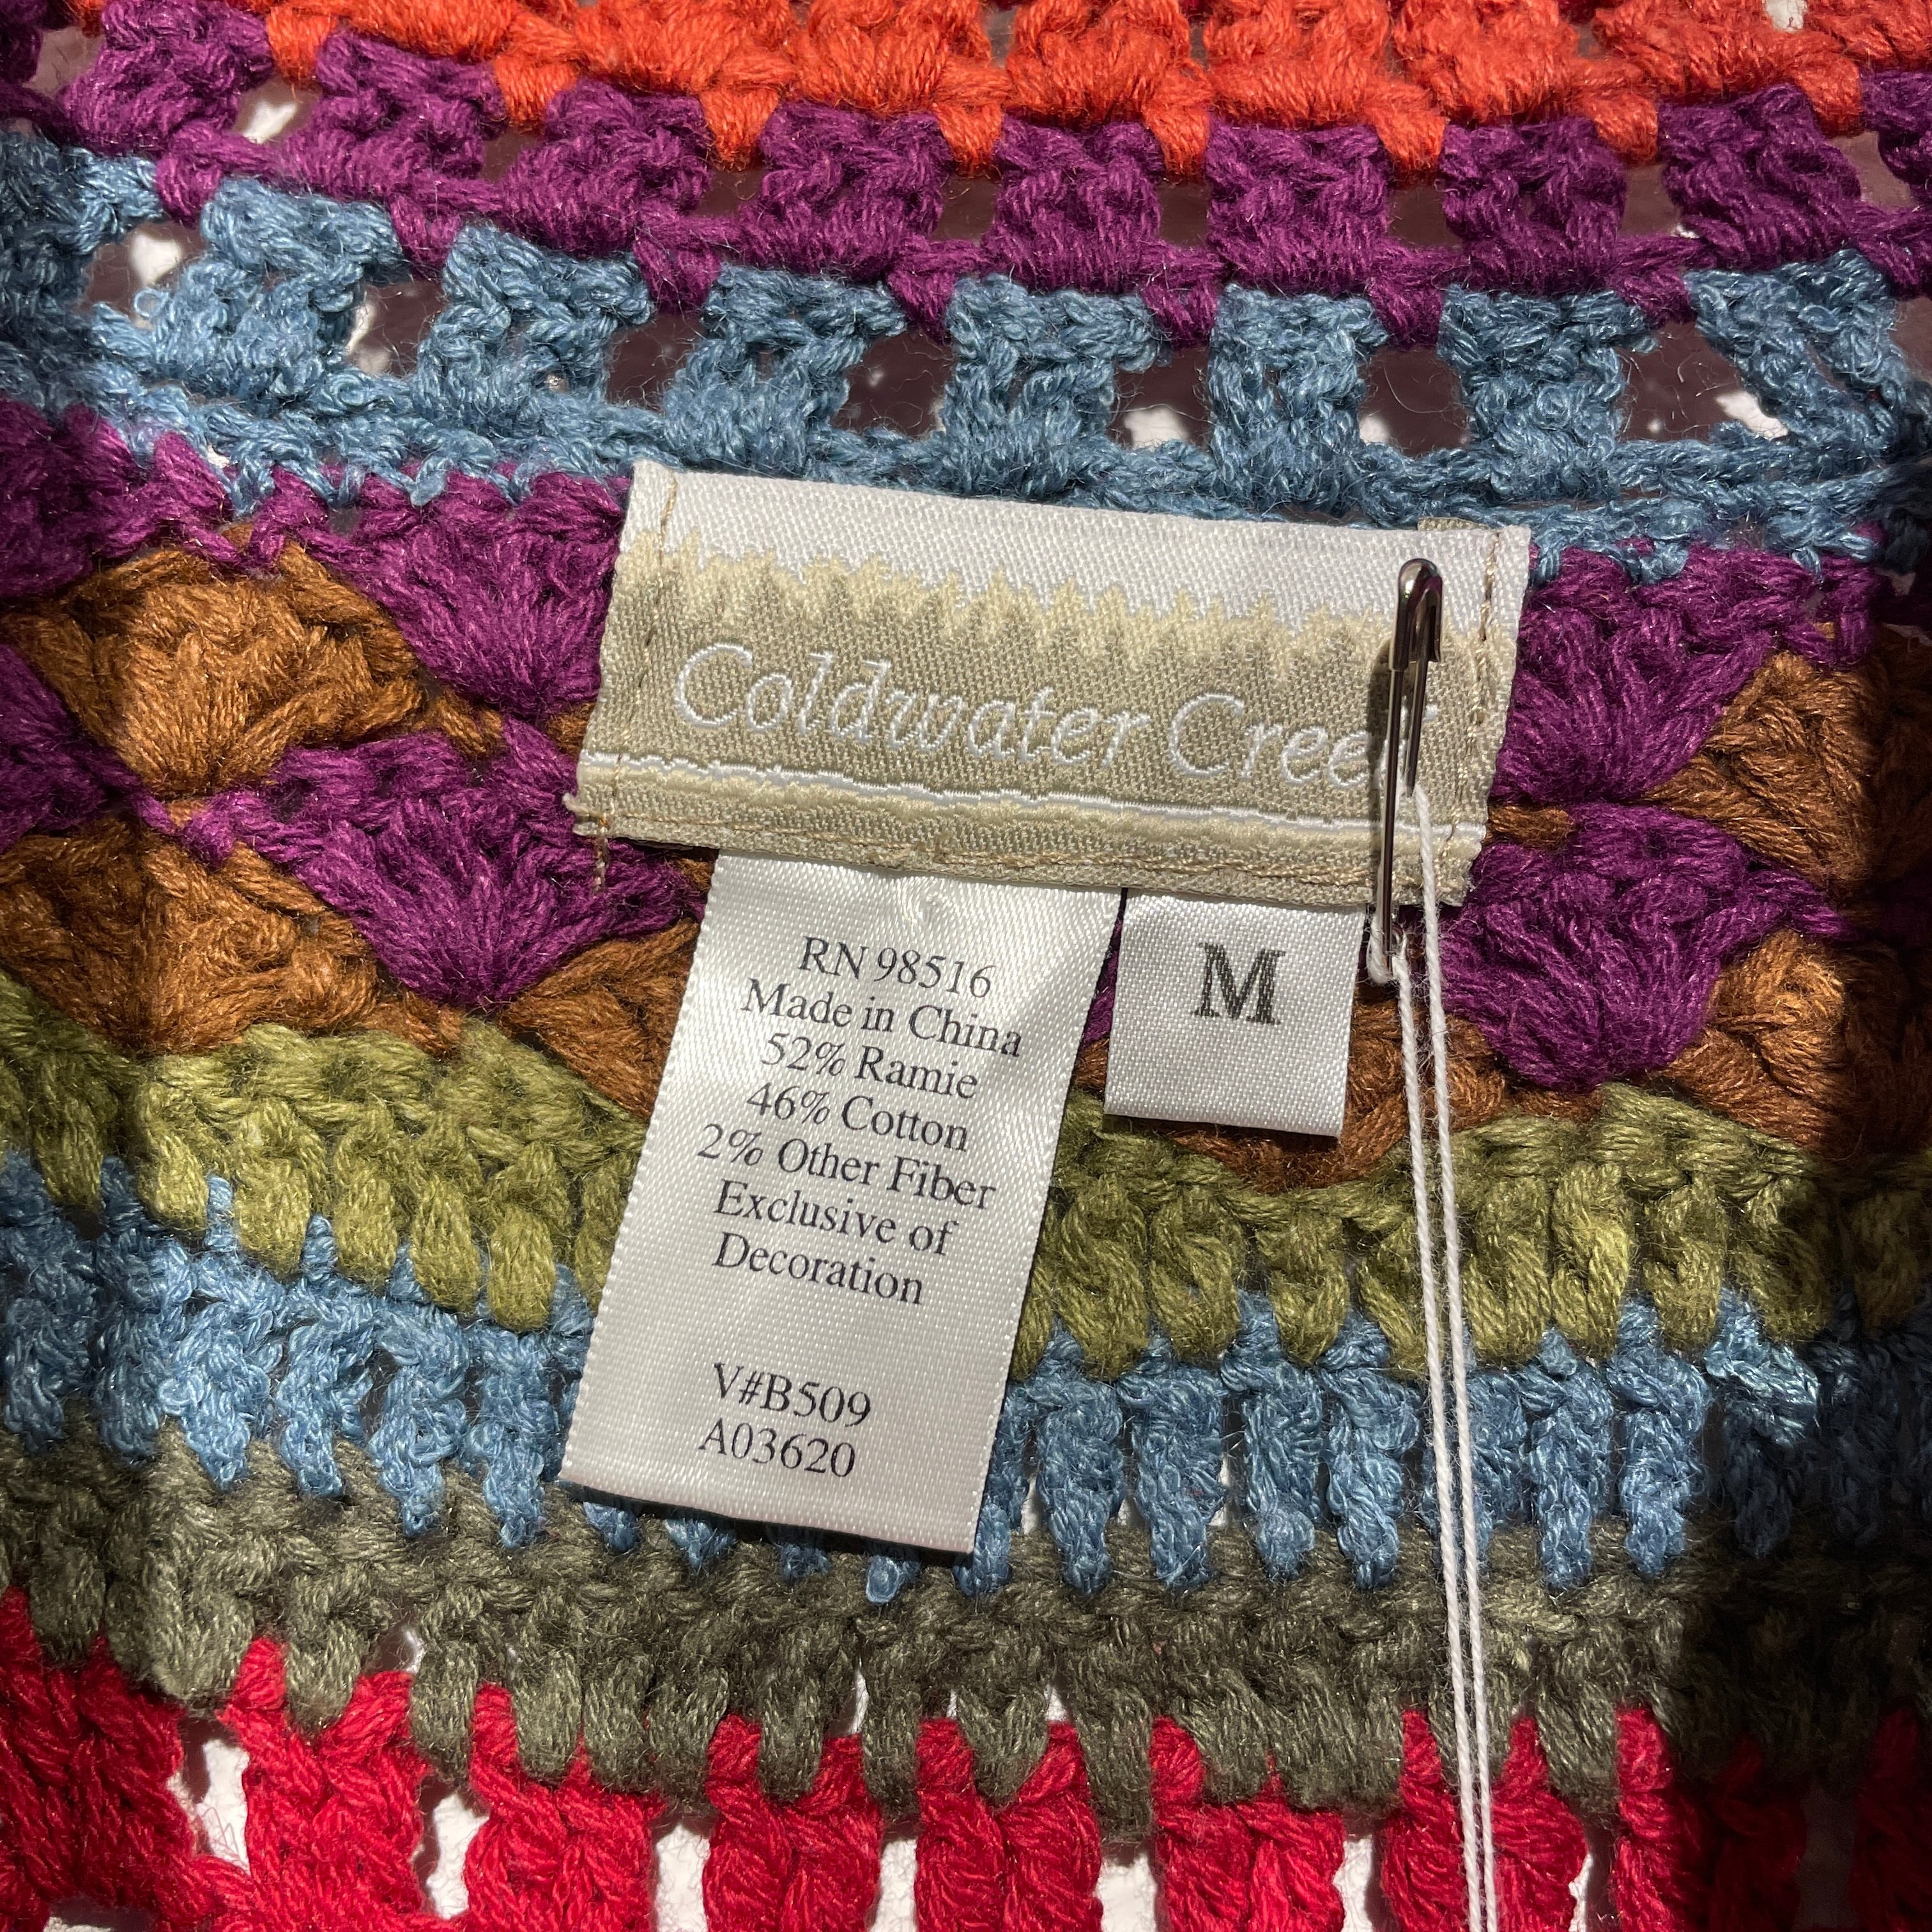 Coldwater Creek
RN 98516
Made in China
52% Ramie
46% Cotton
2% Other Fiber
Exclusive of
Decoration
V#B509
A03620
M